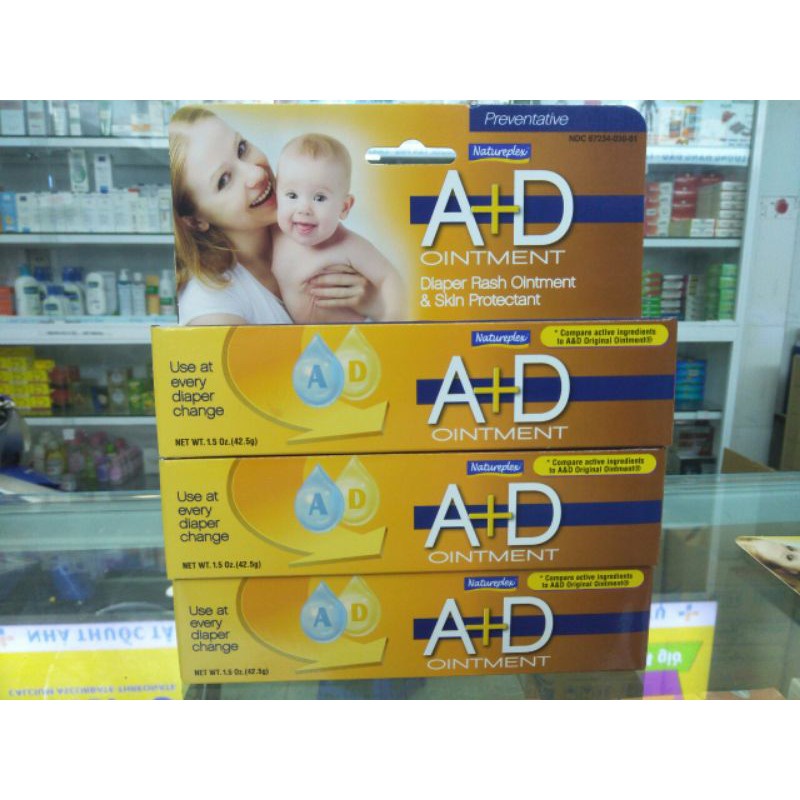 Preventative
NDC 67234-030-01
Natureplex
A+D
OINTMENT
Diaper Rash Ointment
& Skin Protectant
Natureplex
* Compare active ingredients
to A&D Original Ointment®
Use at
every
diaper
change
A D
A+D
OINTMENT
NET WT. 1.5 Oz.(42.5g)
Natureplex
* Compare active ingredients
to A&D Original Ointment®
Use at
every
diaper
change
A D
A+D
OINTMENT
NET WT. 1.5 Oz.(42.5g)
Natureplex
* Compare active ingredients
to A&D Original Ointment®
Use at
every
diaper
change
A D
A+D
OINTMENT
NET WT. 1.5 Oz.(42.5g)
NHÀ THUỐC